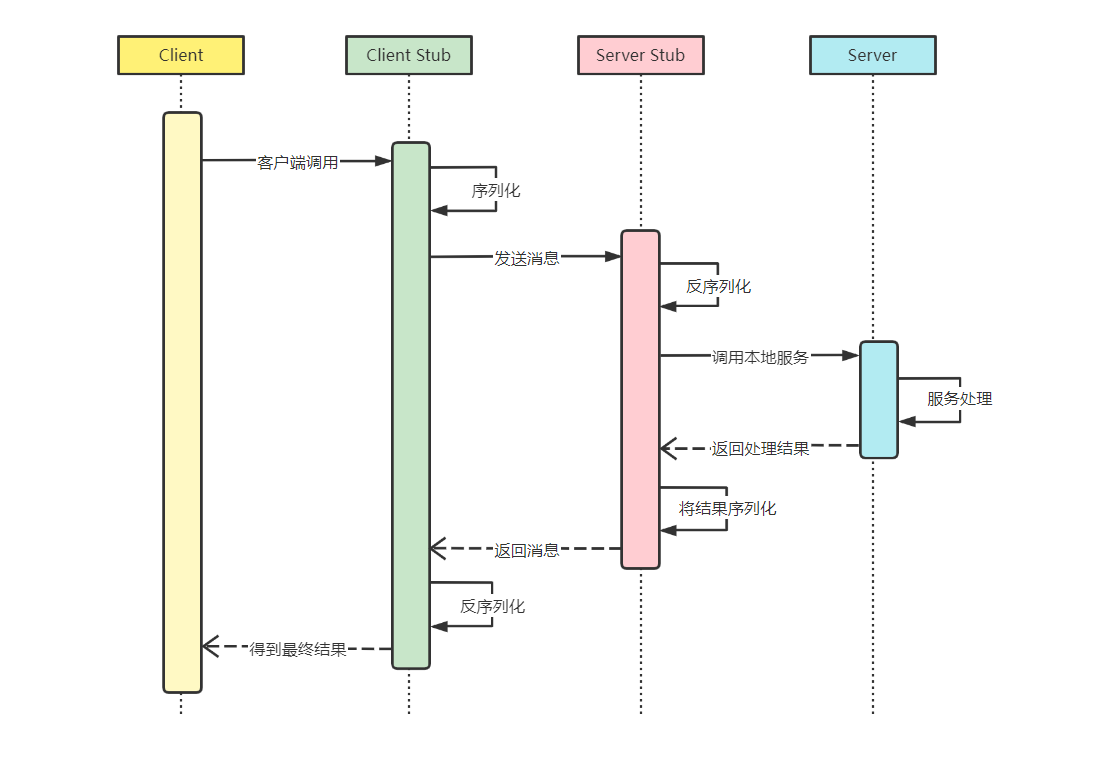 Client
Client Stub
Server Stub
Server
客户端调用
序列化
发送消息
反序列化
调用本地服务
服务处理
返回处理结果
将结果序列化
返回消息
反序列化
得到最终结果